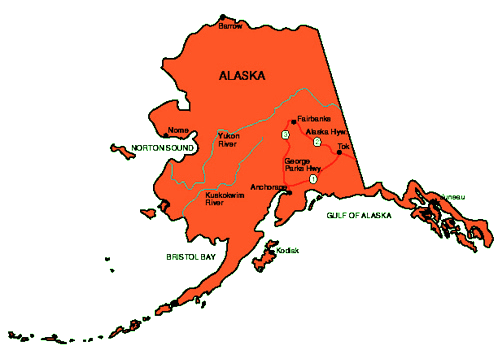 Barrow
ALASKA
Fairbanks
Nome
Yukon
River
Alaska Hwy.
2
NORTON SOUND
Tok
George
Parks Hwy.
1
Anchorage
Kuskokwim
River
Juneau
GULF OF ALASKA
Kodiak
BRISTOL BAY